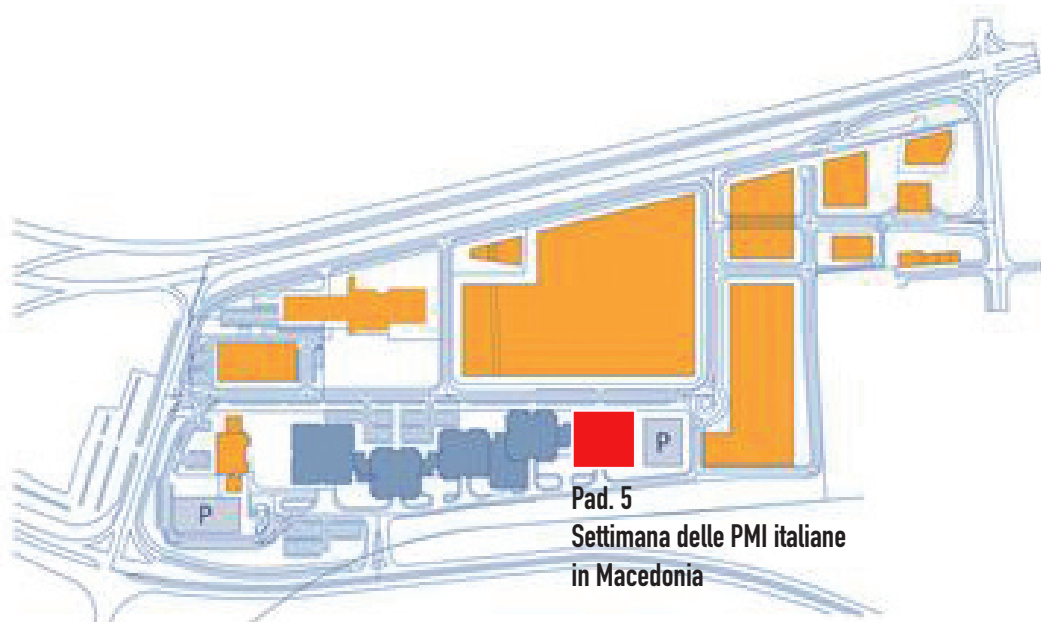 P
P
Pad. 5
Settimana delle PMI italiane
in Macedonia